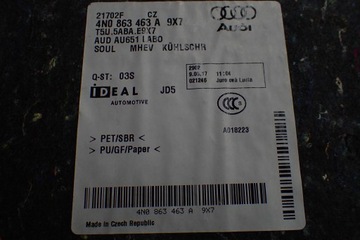 21702F CZ
4N0 863 463 A 9X7
T5U.5ABA.E9X7
AUD AU651 LABO
SOUL MHEV KÜHLSCHR
Audi
Q-ST: 03S
IDEAL JD5
AUTOMOTIVE
CCC
A018223
> PET/SBR <
> PU/GF/Paper <
4N0 863 463 A 9X7
Made in Czech Republic